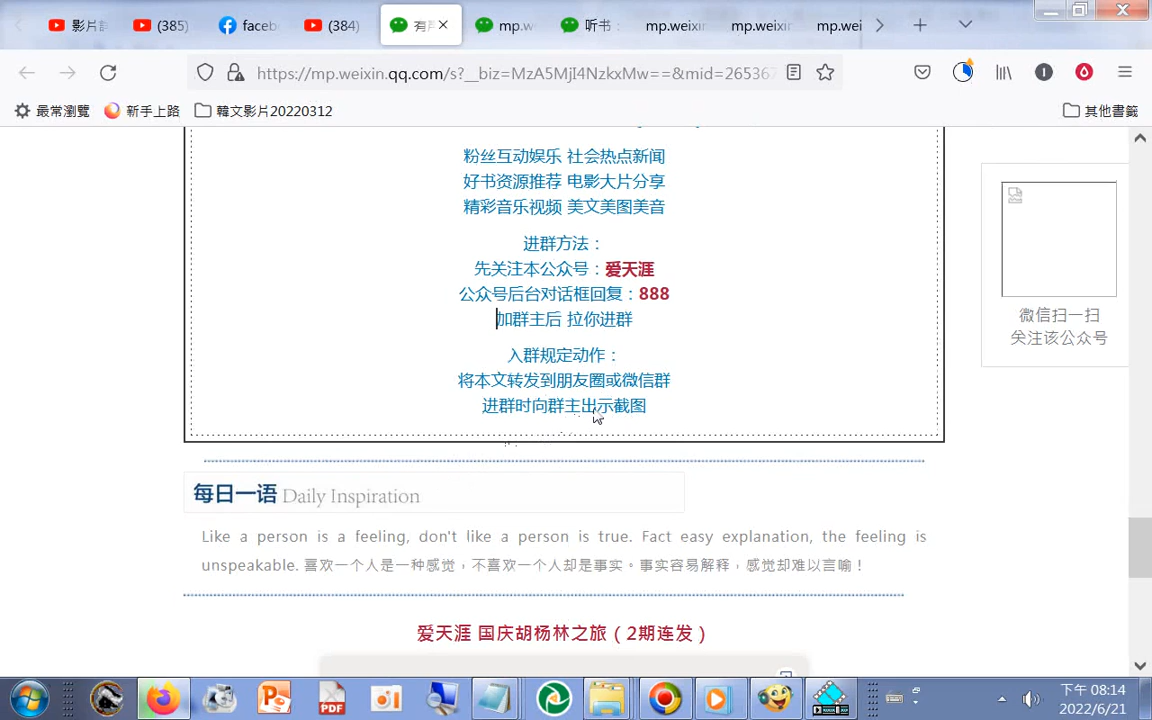 影片
(385)
faceb
(384)
有
mp.w
听书：
mp.weixin
mp.weixin
mp.wei
https://mp.weixin.qq.com/s?__biz=MzA5MjI4NzkxMw==&mid=26536
最常瀏覽
新手上路
韓文影片20220312
其他書籤
粉丝互动娱乐 社会热点新闻
好书资源推荐 电影大片分享
精彩音乐视频 美文美图美音
进群方法：
先关注本公众号：爱天涯
公众号后台对话框回复：888
加群主后 拉你进群
入群规定动作：
将本文转发到朋友圈或微信群
进群时向群主出示截图
微信扫一扫
关注该公众号
每日一语 Daily Inspiration
Like a person is a feeling, don't like a person is true. Fact easy explanation, the feeling is
unspeakable. 喜欢一个人是一种感觉，不喜欢一个人却是事实。事实容易解释，感觉却难以言喻！
爱天涯 国庆胡杨林之旅（2期连发）
PDF
下午 08:14
2022/6/21